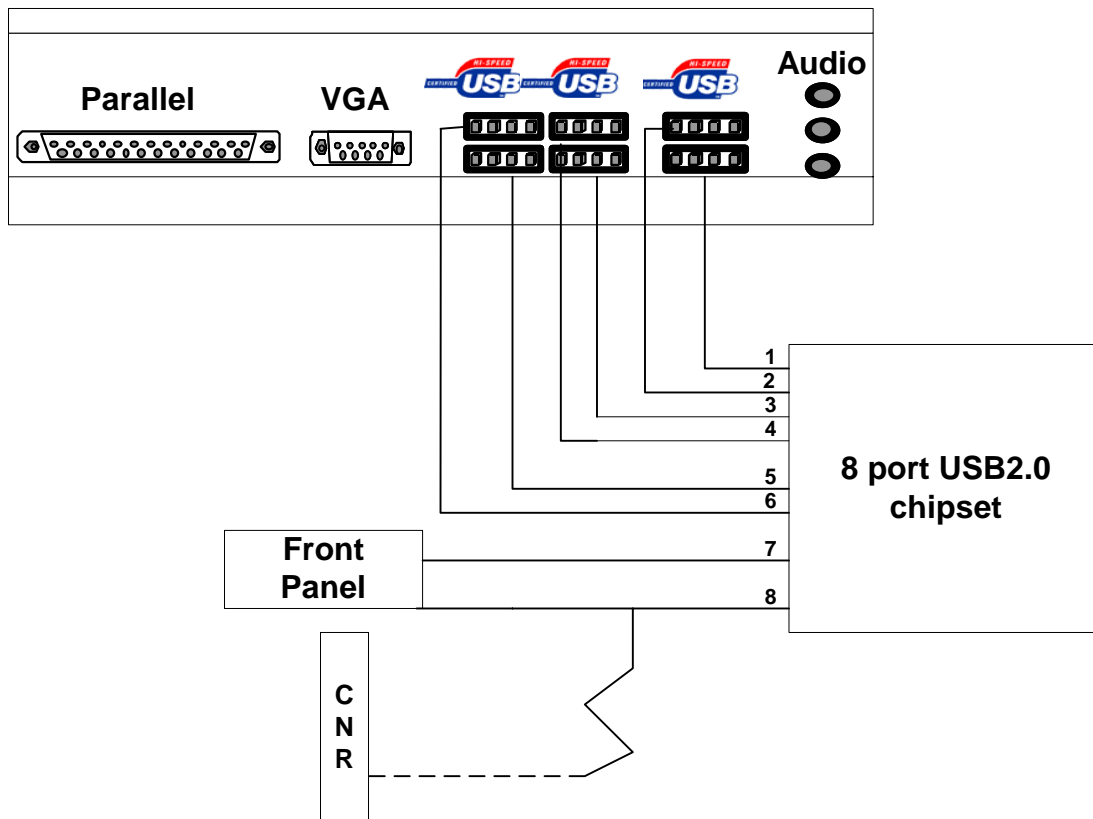 Parallel
VGA
HI-SPEED
CERTIFIED USB
HI-SPEED
CERTIFIED USB
HI-SPEED
CERTIFIED USB
Audio
1
2
3
4
5
6
7
8
8 port USB2.0
chipset
Front
Panel
C
N
R